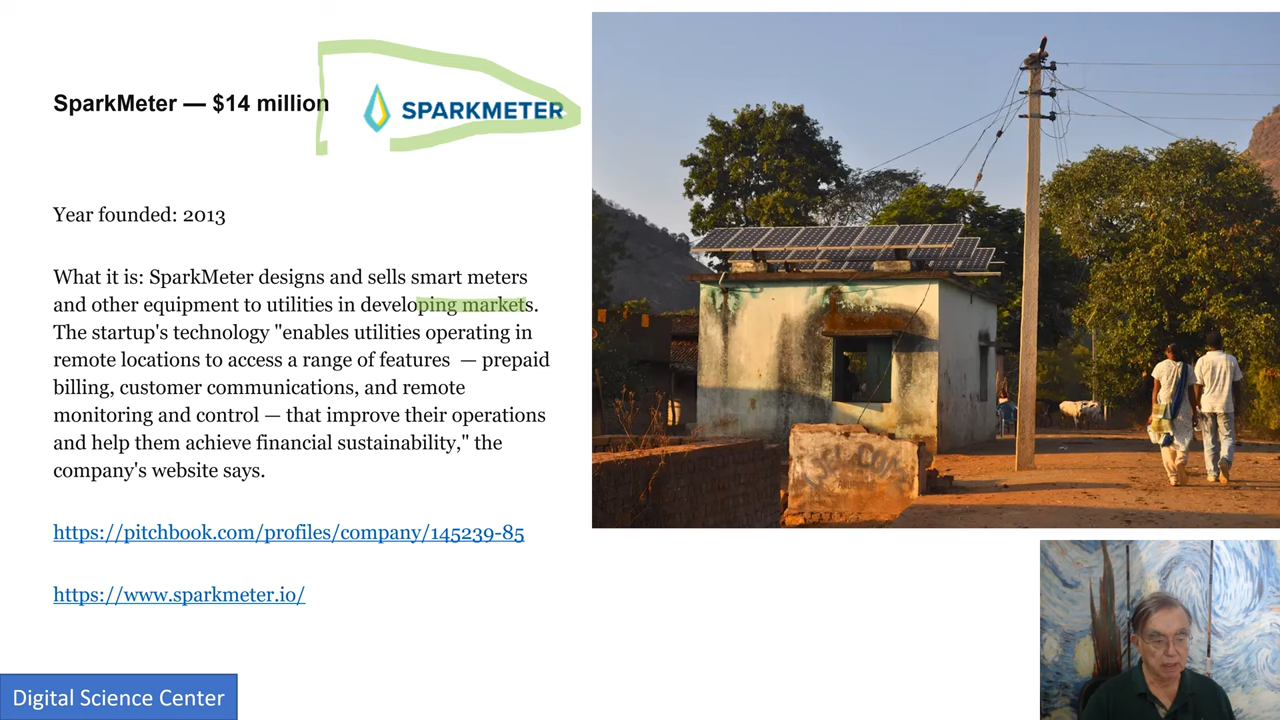 SparkMeter — $14 million
SPARKMETER
Year founded: 2013
What it is: SparkMeter designs and sells smart meters
and other equipment to utilities in developing markets.
The startup's technology "enables utilities operating in
remote locations to access a range of features — prepaid
billing, customer communications, and remote
monitoring and control — that improve their operations
and help them achieve financial sustainability," the
company's website says.
https://pitchbook.com/profiles/company/145239-85
https://www.sparkmeter.io/
Digital Science Center